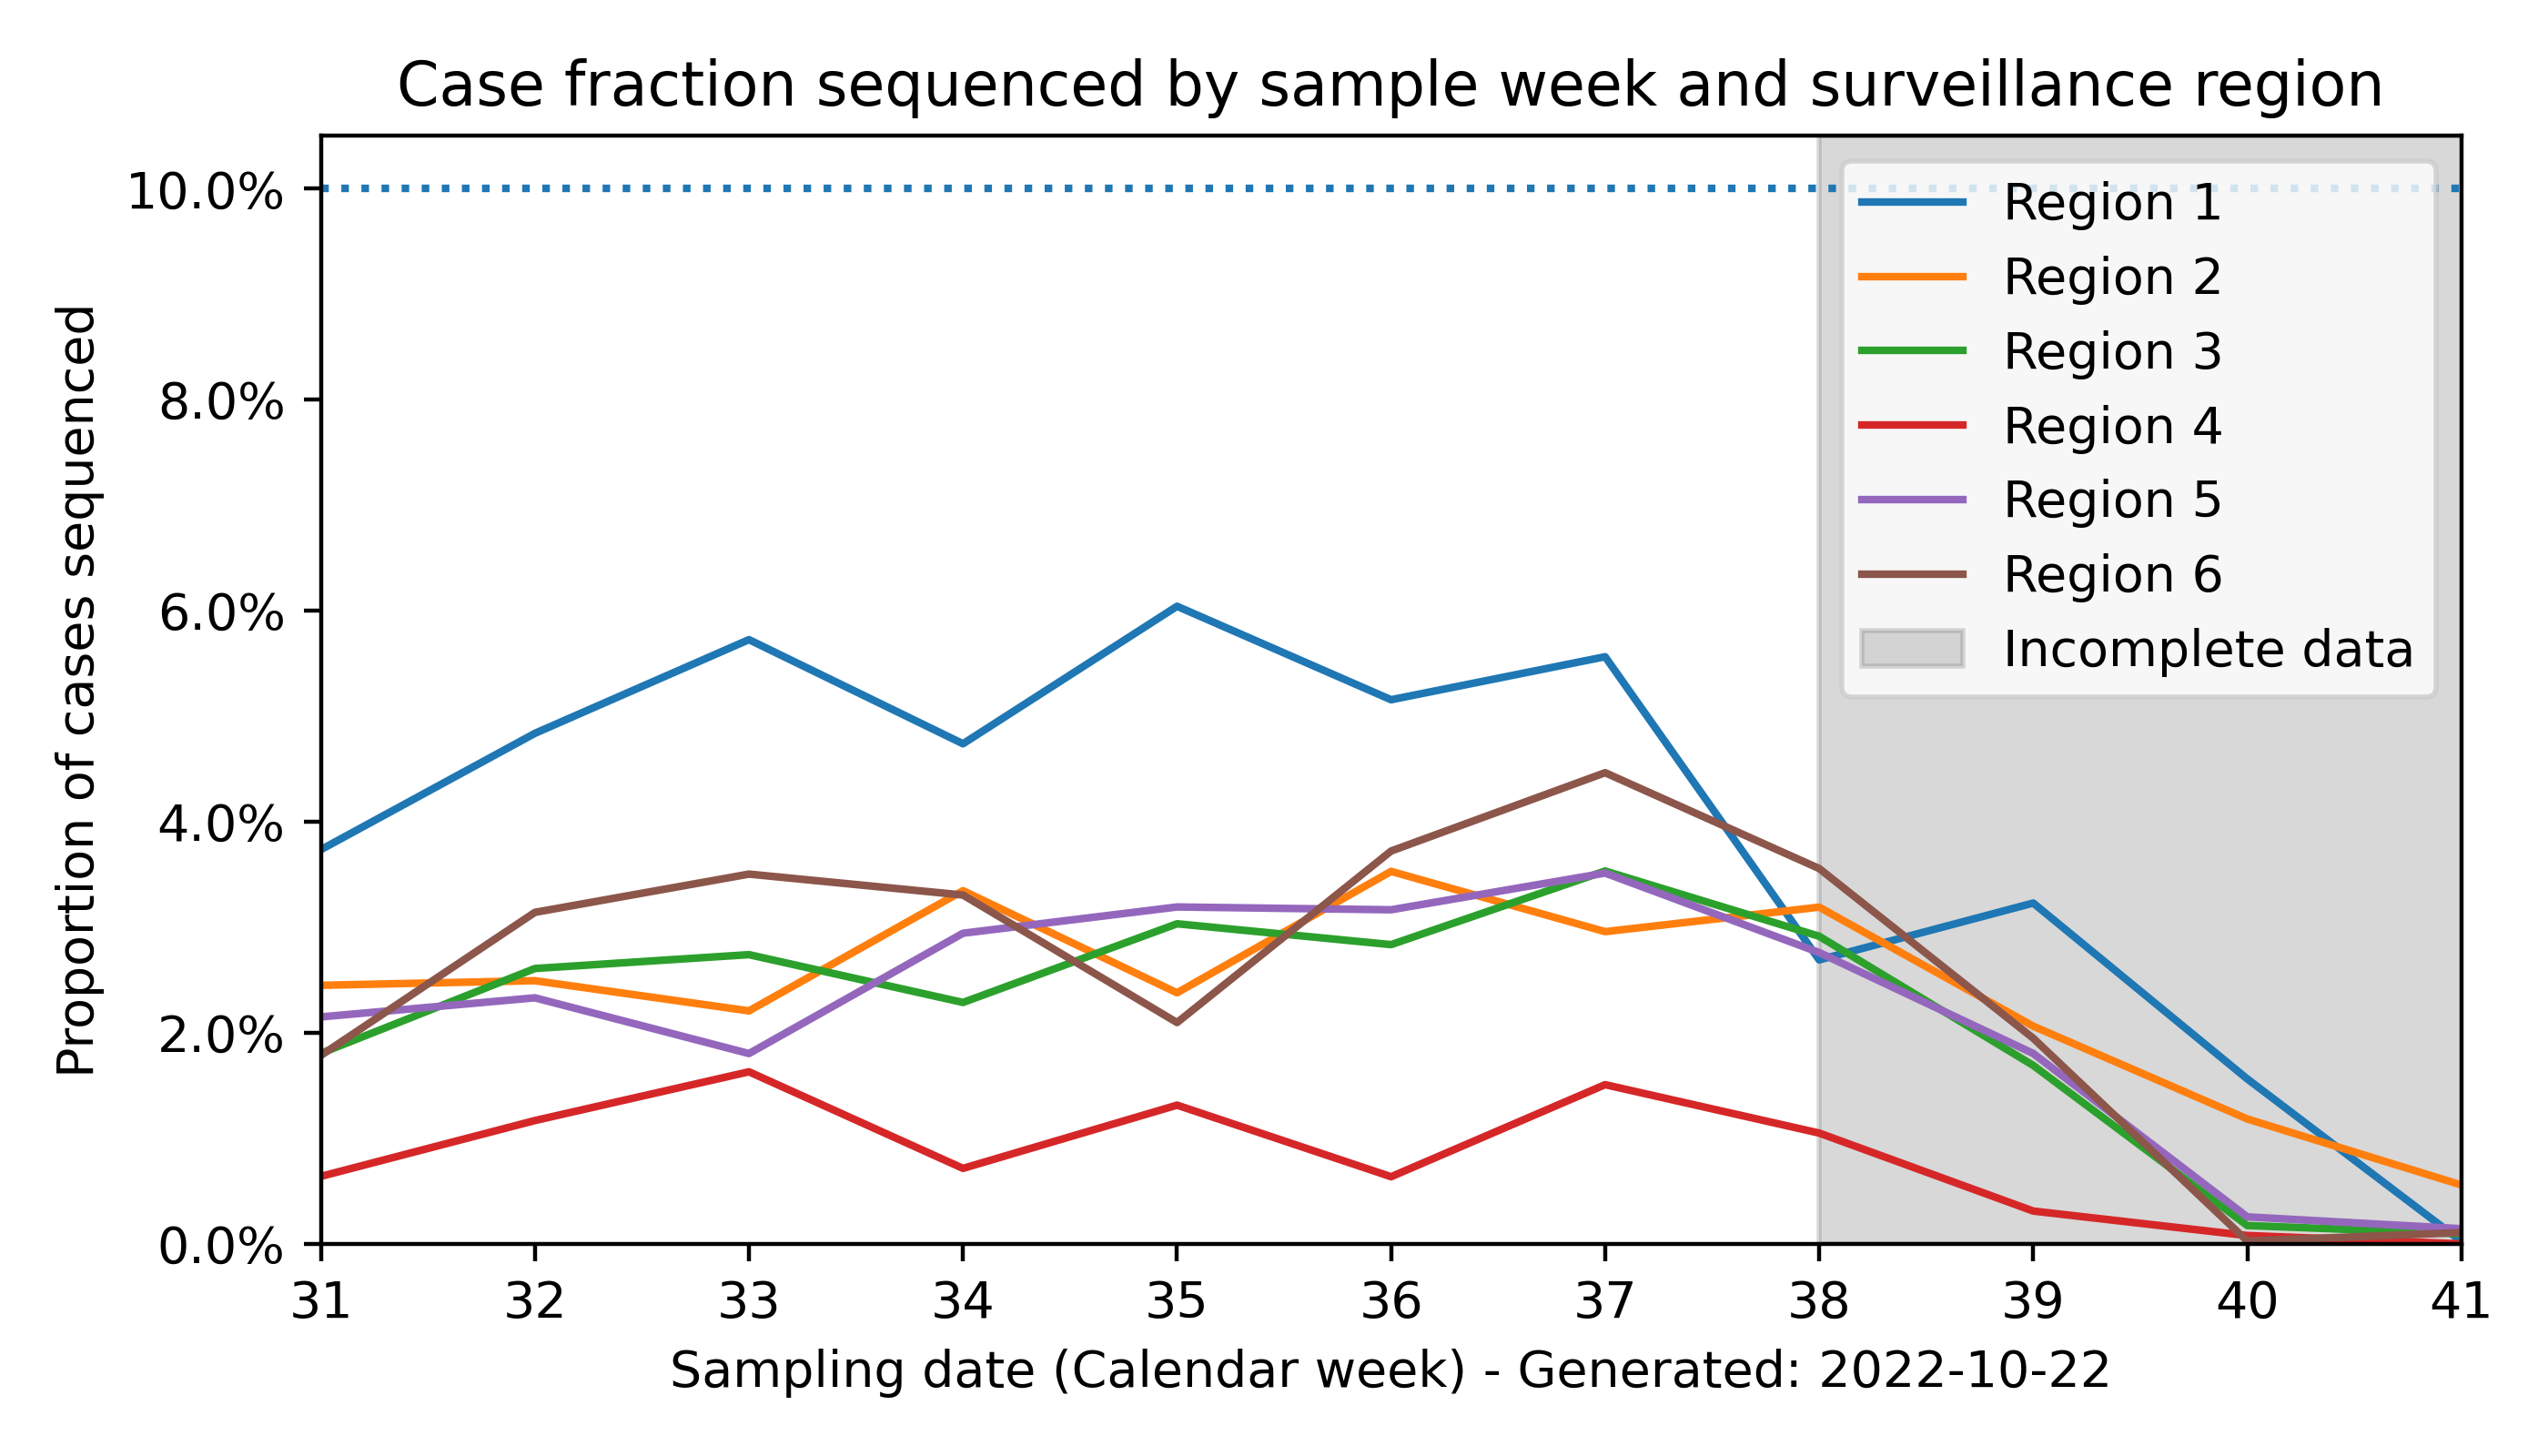 Case fraction sequenced by sample week and surveillance region
Proportion of cases sequenced
10.0%
8.0%
6.0%
4.0%
2.0%
0.0%
Region 1
Region 2
Region 3
Region 4
Region 5
Region 6
Incomplete data
31 32 33 34 35 36 37 38 39 40 41
Sampling date (Calendar week) - Generated: 2022-10-22